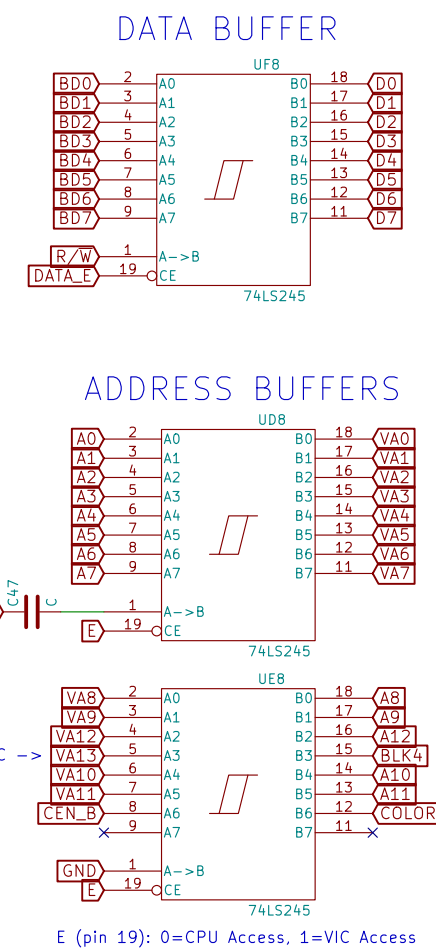 DATA BUFFER
UF8
BD0 2 A0 B0 18 D0
BD1 3 A1 B1 17 D1
BD2 4 A2 B2 16 D2
BD3 5 A3 B3 15 D3
BD4 6 A4 B4 14 D4
BD5 7 A5 B5 13 D5
BD6 8 A6 B6 12 D6
BD7 9 A7 B7 11 D7
R/W̅ 1 A->B
DATA_E 19 CE
74LS245
ADDRESS BUFFERS
UD8
A0 2 A0 B0 18 VA0
A1 3 A1 B1 17 VA1
A2 4 A2 B2 16 VA2
A3 5 A3 B3 15 VA3
A4 6 A4 B4 14 VA4
A5 7 A5 B5 13 VA5
A6 8 A6 B6 12 VA6
A7 9 A7 B7 11 VA7
C47 C 1 A->B
E 19 CE
74LS245
UE8
VA8 2 A0 B0 18 A8
VA9 3 A1 B1 17 A9
VA12 4 A2 B2 16 A12
C -> VA13 5 A3 B3 15 BLK4
VA10 6 A4 B4 14 A10
VA11 7 A5 B5 13 A11
CEN_B 8 A6 B6 12 COLOR
9 A7 B7 11
GND 1 A->B
E 19 CE
74LS245
E (pin 19): 0=CPU Access, 1=VIC Access